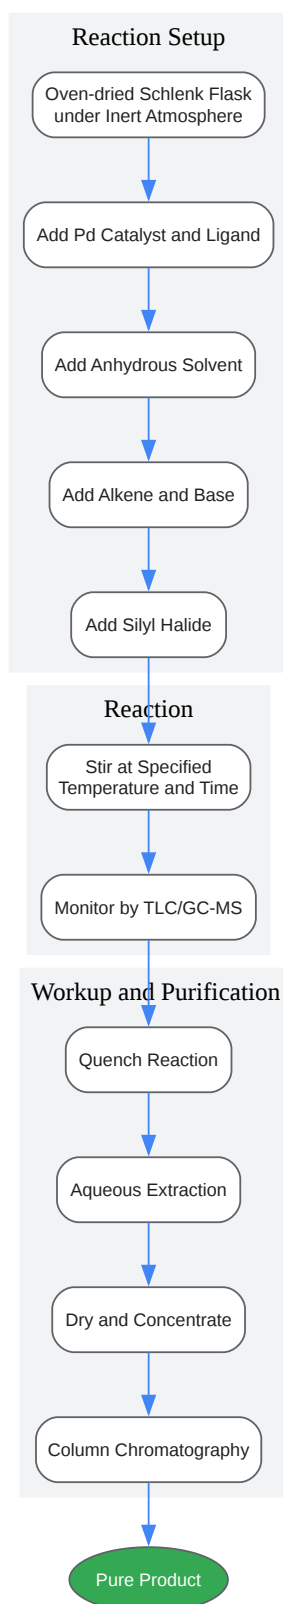 Reaction Setup
Oven-dried Schlenk Flask
under Inert Atmosphere
Add Pd Catalyst and Ligand
Add Anhydrous Solvent
Add Alkene and Base
Add Silyl Halide
Reaction
Stir at Specified
Temperature and Time
Monitor by TLC/GC-MS
Workup and Purification
Quench Reaction
Aqueous Extraction
Dry and Concentrate
Column Chromatography
Pure Product